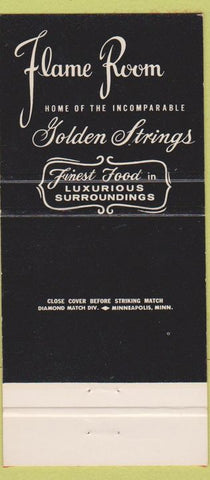 Flame Room
HOME OF THE INCOMPARABLE
Golden Strings
Finest Food in
LUXURIOUS
SURROUNDINGS
CLOSE COVER BEFORE STRIKING MATCH
DIAMOND MATCH DIV. MINNEAPOLIS, MINN.